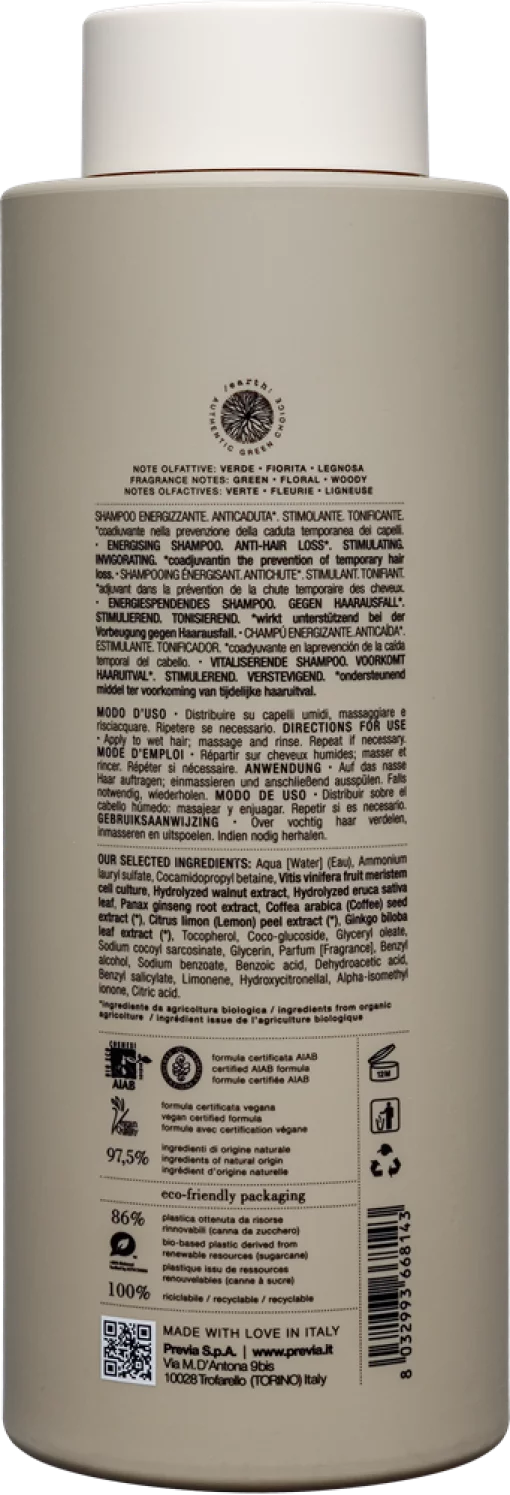 /earth/
AUTHENTIC GREEN CHOICE
NOTE OLFATTIVE: VERDE • FIORITA • LEGNOSA
FRAGRANCE NOTES: GREEN • FLORAL • WOODY
NOTES OLFACTIVES: VERTE • FLEURIE • LIGNEUSE
SHAMPOO ENERGIZZANTE. ANTICADUTA*. STIMOLANTE. TONIFICANTE.
*coadiuvante nella prevenzione della caduta temporanea dei capelli.
• ENERGISING SHAMPOO. ANTI-HAIR LOSS*. STIMULATING.
INVIGORATING. *coadjuvantin the prevention of temporary hair
loss. • SHAMPOOING ÉNERGISANT. ANTICHUTE*. STIMULANT. TONIFIANT.
*adjuvant dans la prévention de la chute temporaire des cheveux.
• ENERGIESPENDENDES SHAMPOO. GEGEN HAARAUSFALL*.
STIMULIEREND. TONISIEREND. *wirkt unterstützend bei der
Vorbeugung gegen Haarausfall. • CHAMPÚ ENERGIZANTE. ANTICAÍDA*.
ESTIMULANTE. TONIFICADOR. *coadyuvante en laprevención de la caída
temporal del cabello. • VITALISERENDE SHAMPOO. VOORKOMT
HAARUITVAL*. STIMULEREND. VERSTEVIGEND. *ondersteunend
middel ter voorkoming van tijdelijke haaruitval.
MODO D'USO • Distribuire su capelli umidi, massaggiare e
risciacquare. Ripetere se necessario. DIRECTIONS FOR USE
• Apply to wet hair; massage and rinse. Repeat if necessary.
MODE D'EMPLOI • Répartir sur cheveux humides; masser et
rincer. Répéter si nécessaire. ANWENDUNG • Auf das nasse
Haar auftragen; einmassieren und anschließend ausspülen. Falls
notwendig, wiederholen. MODO DE USO • Distribuir sobre el
cabello húmedo: masajear y enjuagar. Repetir si es necesario.
GEBRUIKSAANWIJZING • Over vochtig haar verdelen,
inmasseren en uitspoelen. Indien nodig herhalen.
OUR SELECTED INGREDIENTS: Aqua [Water] (Eau), Ammonium
lauryl sulfate, Cocamidopropyl betaine, Vitis vinifera fruit meristem
cell culture, Hydrolyzed walnut extract, Hydrolyzed eruca sativa
leaf, Panax ginseng root extract, Coffea arabica (Coffee) seed
extract (*), Citrus limon (Lemon) peel extract (*), Ginkgo biloba
leaf extract (*), Tocopherol, Coco-glucoside, Glyceryl oleate,
Sodium cocoyl sarcosinate, Glycerin, Parfum [Fragrance], Benzyl
alcohol, Sodium benzoate, Benzoic acid, Dehydroacetic acid,
Benzyl salicylate, Limonene, Hydroxycitronellal, Alpha-isomethyl
ionone, Citric acid.
*ingrediente da agricoltura biologica / ingredients from organic
agriculture / ingrédient issue de l'agriculture biologique
AIAB
formula certificata AIAB
certified AIAB formula
formule certifiée AIAB
12M
formula certificata vegana
vegan certified formula
formule avec certification végane
97,5%
ingredienti di origine naturale
ingredients of natural origin
ingrédient d'origine naturelle
eco-friendly packaging
86%
plastica ottenuta da risorse
rinnovabili (canna da zucchero)
bio-based plastic derived from
renewable resources (sugarcane)
plastique issu de ressources
renouvelables (canne à sucre)
100%
riciclabile / recyclable / recyclable
MADE WITH LOVE IN ITALY
Previa S.p.A. | www.previa.it
Via M.D'Antona 9bis
10028 Trofarello (TORINO) Italy
8 032993 668143